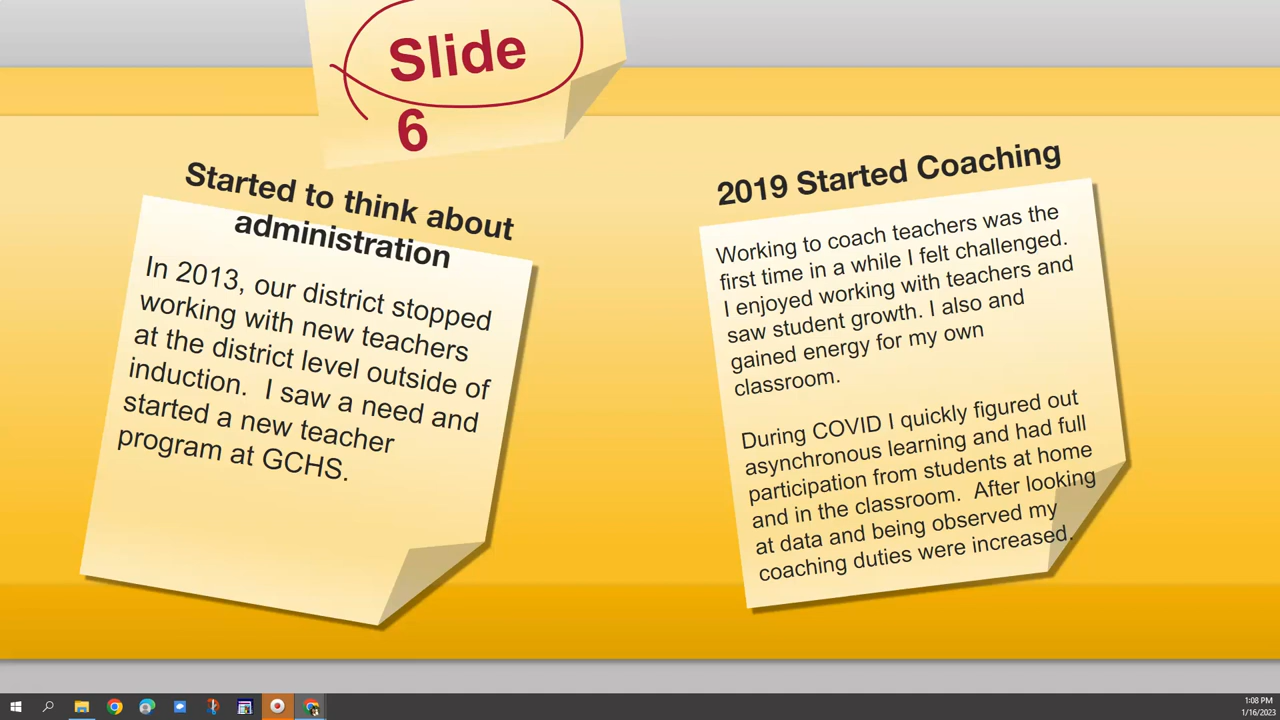 Slide
6
Started to think about
administration
In 2013, our district stopped
working with new teachers
at the district level outside of
induction.  I saw a need and
started a new teacher
program at GCHS.
2019 Started Coaching
Working to coach teachers was the
first time in a while I felt challenged.
I enjoyed working with teachers and
saw student growth. I also and
gained energy for my own
classroom.
During COVID I quickly figured out
asynchronous learning and had full
participation from students at home
and in the classroom.  After looking
at data and being observed my
coaching duties were increased.
1:08 PM
1/16/2023